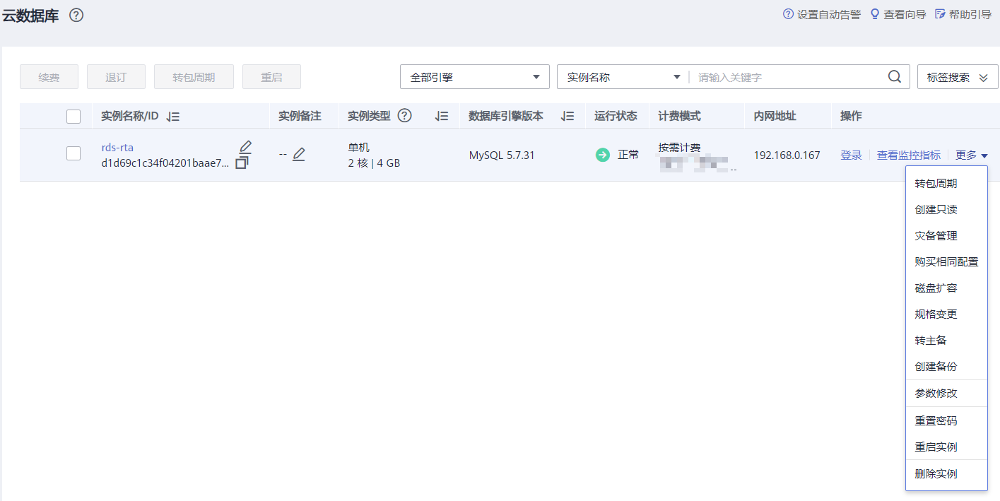 云数据库
设置自动告警 查看向导 帮助引导
续费 退订 转包周期 重启 全部引擎 实例名称 请输入关键字 标签搜索
实例名称/ID 实例备注 实例类型 数据库引擎版本 运行状态 计费模式 内网地址 操作
rds-rta
d1d69c1c34f04201baae7...
--
单机
2 核 | 4 GB
MySQL 5.7.31
正常
按需计费
--
192.168.0.167
登录 查看监控指标 更多
转包周期
创建只读
灾备管理
购买相同配置
磁盘扩容
规格变更
转主备
创建备份
参数修改
重置密码
重启实例
删除实例